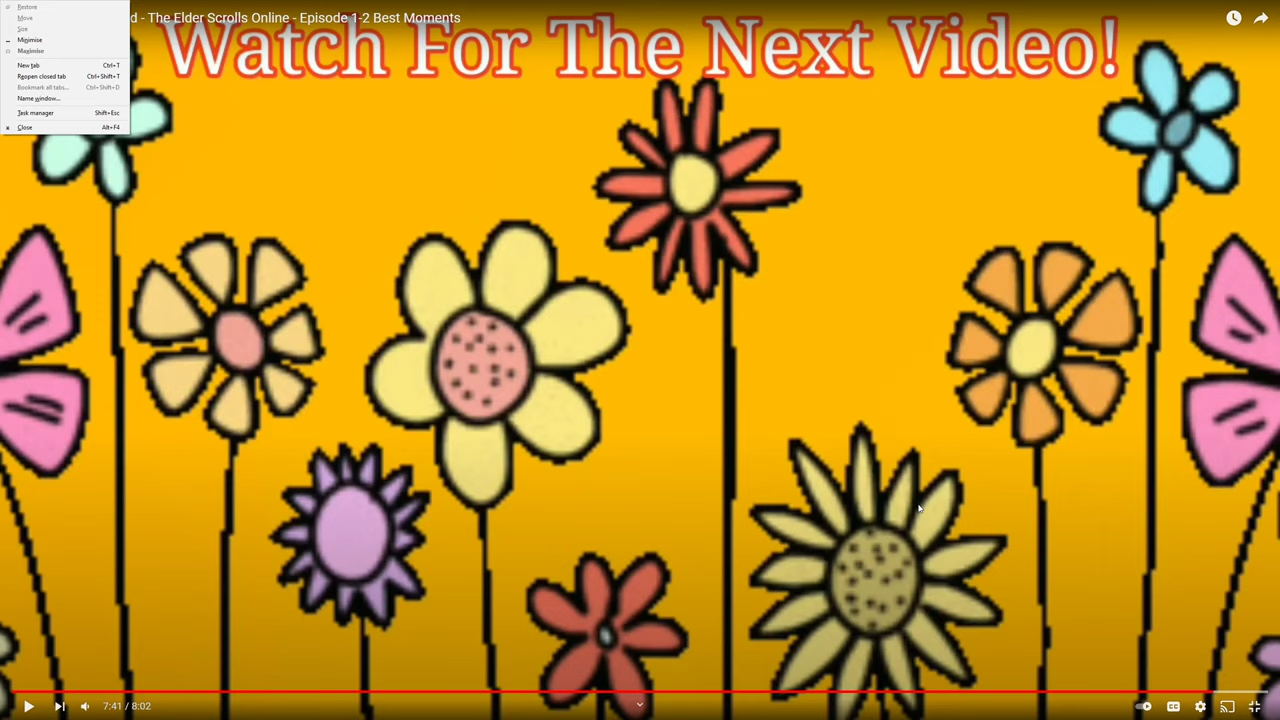 Restore
d - The Elder Scrolls Online - Episode 1-2 Best Moments
Move
Size
Minimise
Maximise
New tab Ctrl+T
Reopen closed tab Ctrl+Shift+T
Bookmark all tabs... Ctrl+Shift+D
Name window...
Task manager Shift+Esc
Close Alt+F4
Watch For The Next Video!
7:41 / 8:02
CC